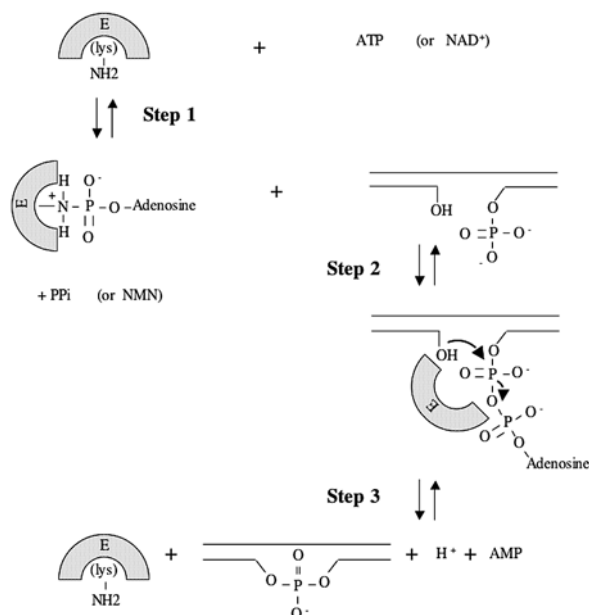 E
(lys)
NH2
+ ATP (or NAD⁺)
Step 1
E
H
+
N - P - O - Adenosine
O⁻
O
H
+
OH
O
O = P - O⁻
O
-
+ PPi (or NMN)
Step 2
OH
O
O = P - O⁻
O
E
P
O⁻
O
O
Adenosine
Step 3
E
(lys)
NH2
+
O
O - P - O
O⁻
+ H⁺ + AMP